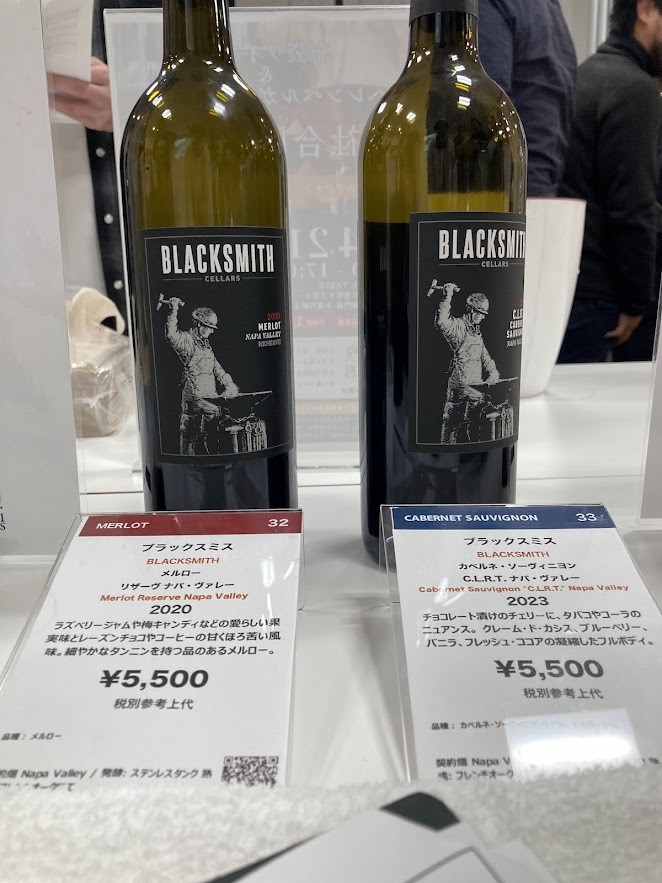 BLACKSMITH
CELLARS
2020
MERLOT
NAPA VALLEY
RESERVE
BLACKSMITH
CELLARS
C.L.R.T.
CABERNET
SAUVIGNON
NAPA VALLEY
MERLOT 32
ブラックスミス
BLACKSMITH
メルロー
リザーヴ ナパ・ヴァレー
Merlot Reserve Napa Valley
2020
ラズベリージャムや梅キャンディなどの愛らしい果
実味とレーズンチョコやコーヒーの甘くほろ苦い風
味。細やかなタンニンを持つ品のあるメルロー。
¥5,500
税別参考上代
品種：メルロー
約畑 Napa Valley / 発酵: ステンレスタンク 熟
CABERNET SAUVIGNON 33
ブラックスミス
BLACKSMITH
カベルネ・ソーヴィニヨン
C.L.R.T. ナパ・ヴァレー
Cabernet Sauvignon "C.L.R.T." Napa Valley
2023
チョコレート漬けのチェリーに、タバコやコーラの
ニュアンス。クレーム・ド・カシス、ブルーベリー、
バニラ、フレッシュ・ココアの凝縮したフルボディ。
¥5,500
税別参考上代
品種：カベルネ・ソーヴィニヨン
契約畑 Napa V
フレンチオーク